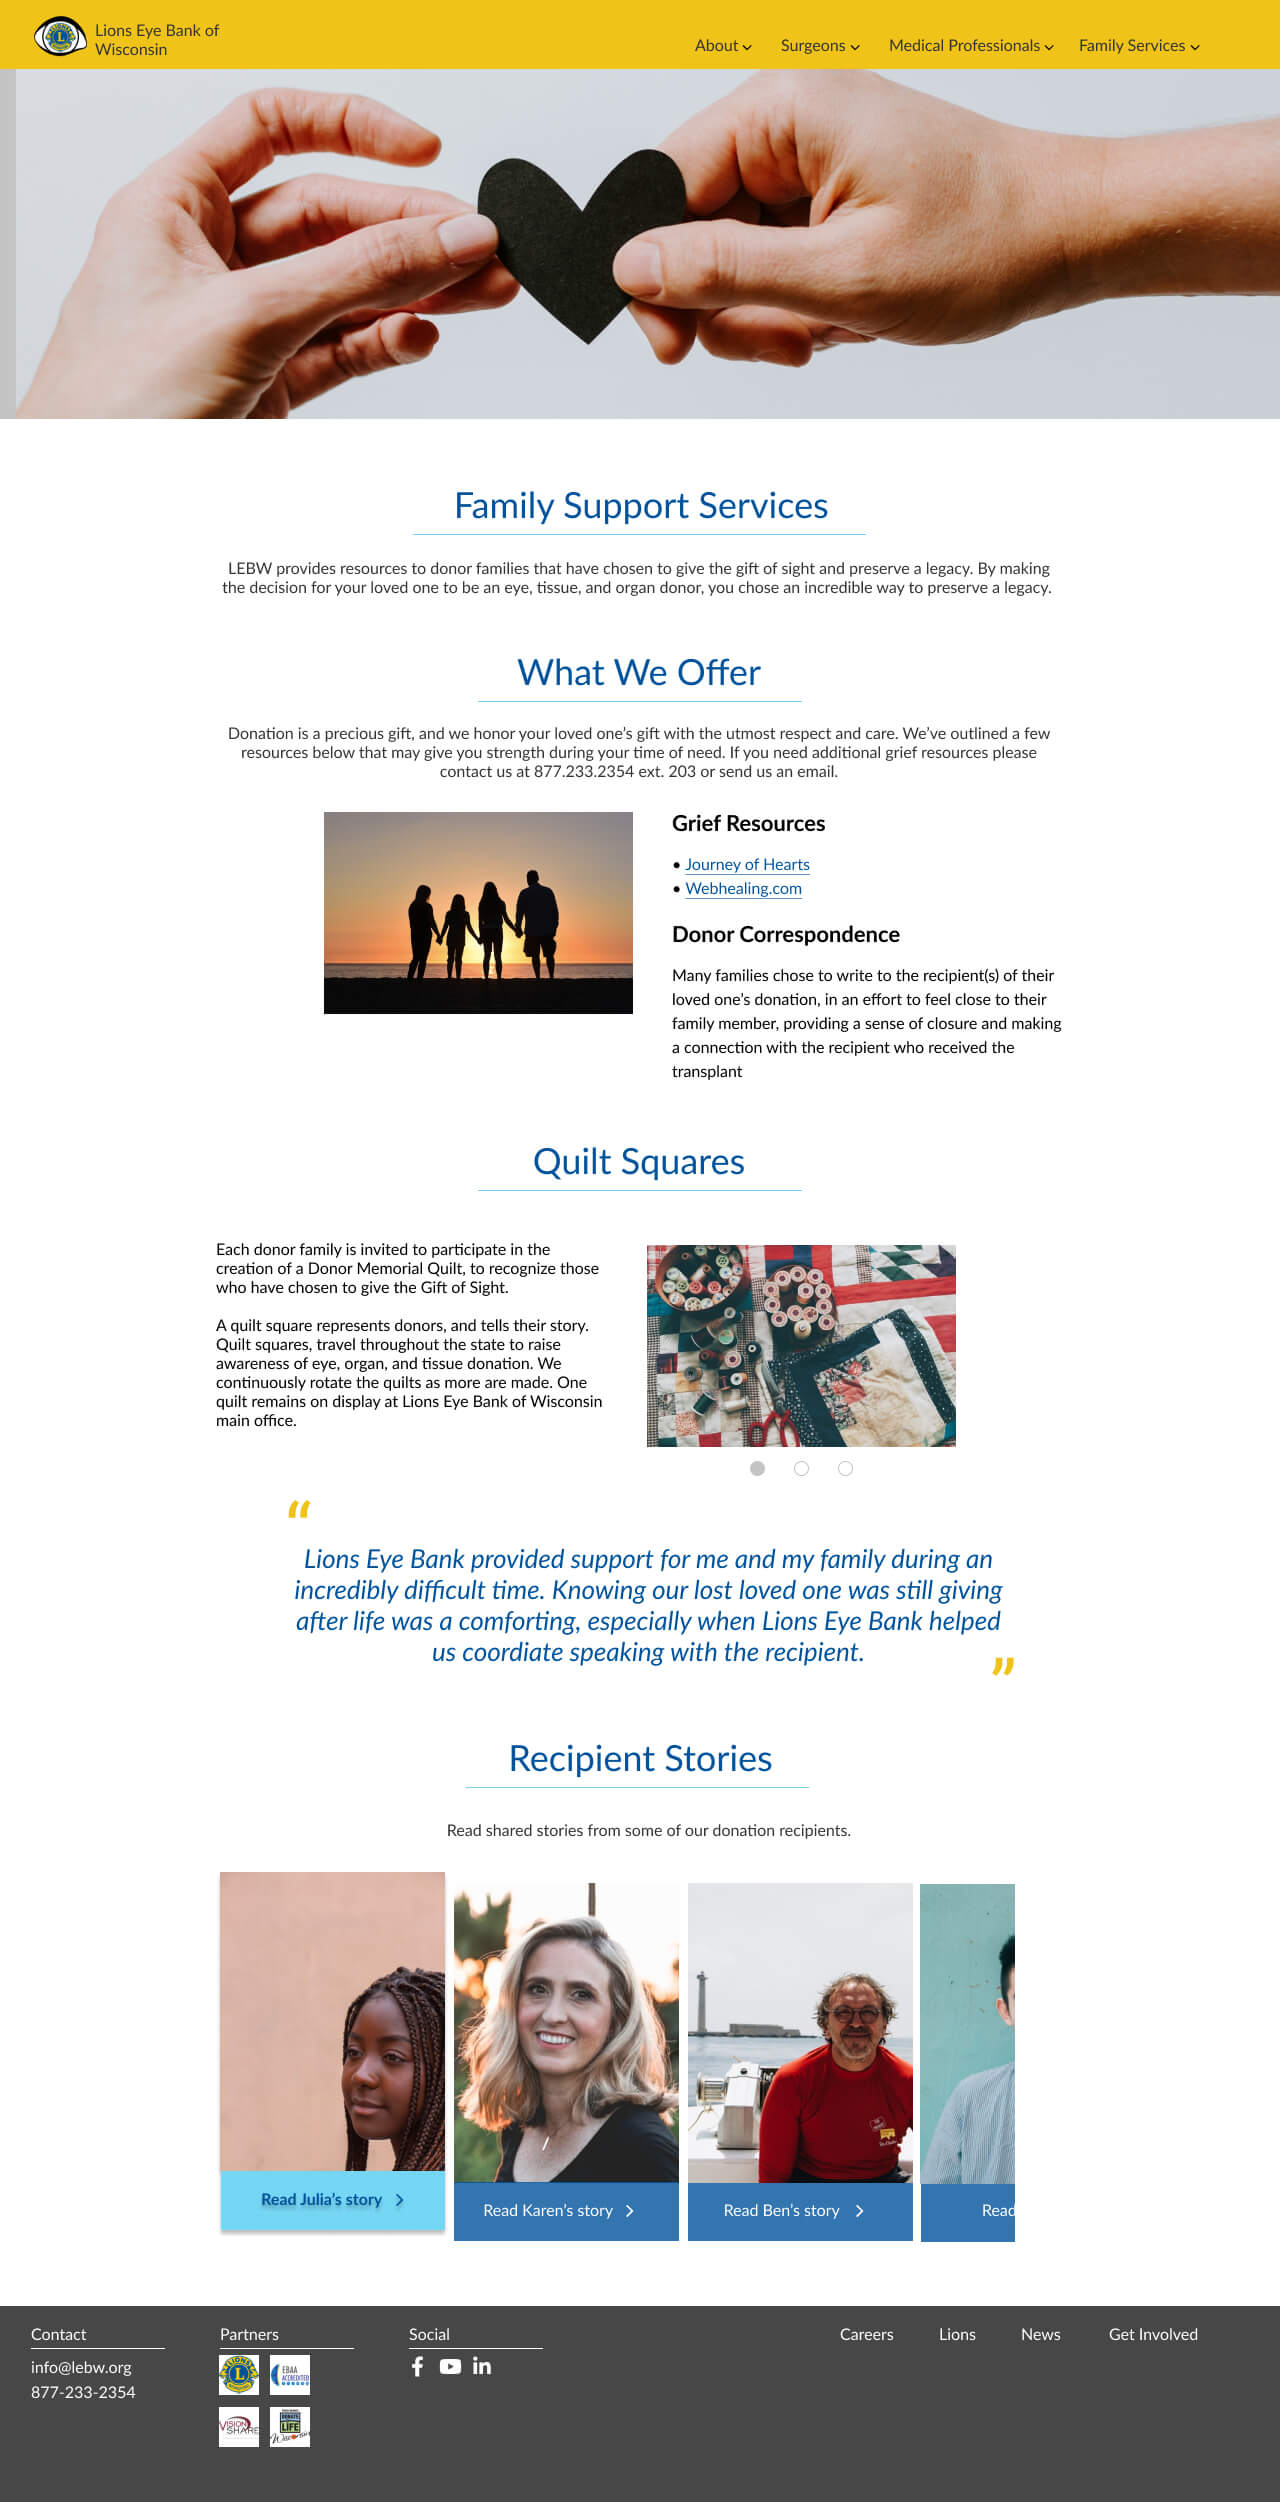 Lions Eye Bank of
Wisconsin
About
Surgeons
Medical Professionals
Family Services
Family Support Services
LEBW provides resources to donor families that have chosen to give the gift of sight and preserve a legacy. By making
the decision for your loved one to be an eye, tissue, and organ donor, you chose an incredible way to preserve a legacy.
What We Offer
Donation is a precious gift, and we honor your loved one’s gift with the utmost respect and care. We’ve outlined a few
resources below that may give you strength during your time of need. If you need additional grief resources please
contact us at 877.233.2354 ext. 203 or send us an email.
Grief Resources
• Journey of Hearts
• Webhealing.com
Donor Correspondence
Many families chose to write to the recipient(s) of their
loved one’s donation, in an effort to feel close to their
family member, providing a sense of closure and making
a connection with the recipient who received the
transplant
Quilt Squares
Each donor family is invited to participate in the
creation of a Donor Memorial Quilt, to recognize those
who have chosen to give the Gift of Sight.
A quilt square represents donors, and tells their story.
Quilt squares, travel throughout the state to raise
awareness of eye, organ, and tissue donation. We
continuously rotate the quilts as more are made. One
quilt remains on display at Lions Eye Bank of Wisconsin
main office.
“
Lions Eye Bank provided support for me and my family during an
incredibly difficult time. Knowing our lost loved one was still giving
after life was a comforting, especially when Lions Eye Bank helped
us coordiate speaking with the recipient.
”
Recipient Stories
Read shared stories from some of our donation recipients.
Read Julia’s story
Read Karen’s story
Read Ben’s story
Read
Contact
Partners
Social
Careers
Lions
News
Get Involved
info@lebw.org
877-233-2354
LIONS
L
EBAA
ACCREDITED
VISION
SHARE
DONATE
LIFE